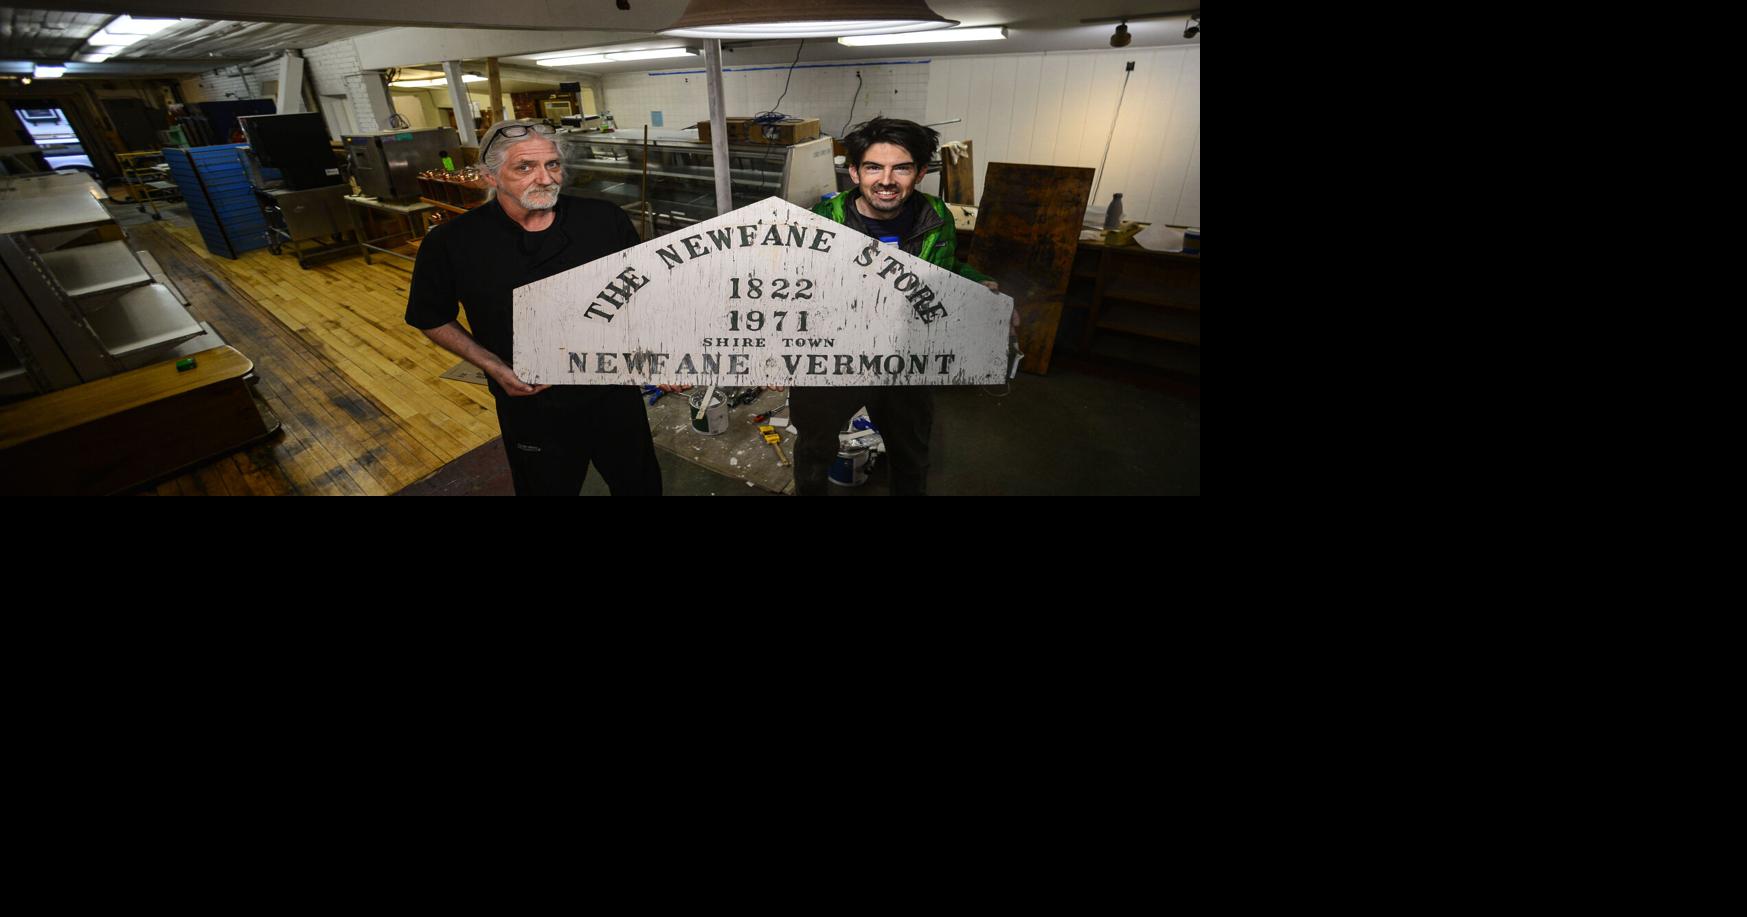 THE NEWFANE STORE
1822
1971
SHIRE TOWN
NEWFANE VERMONT